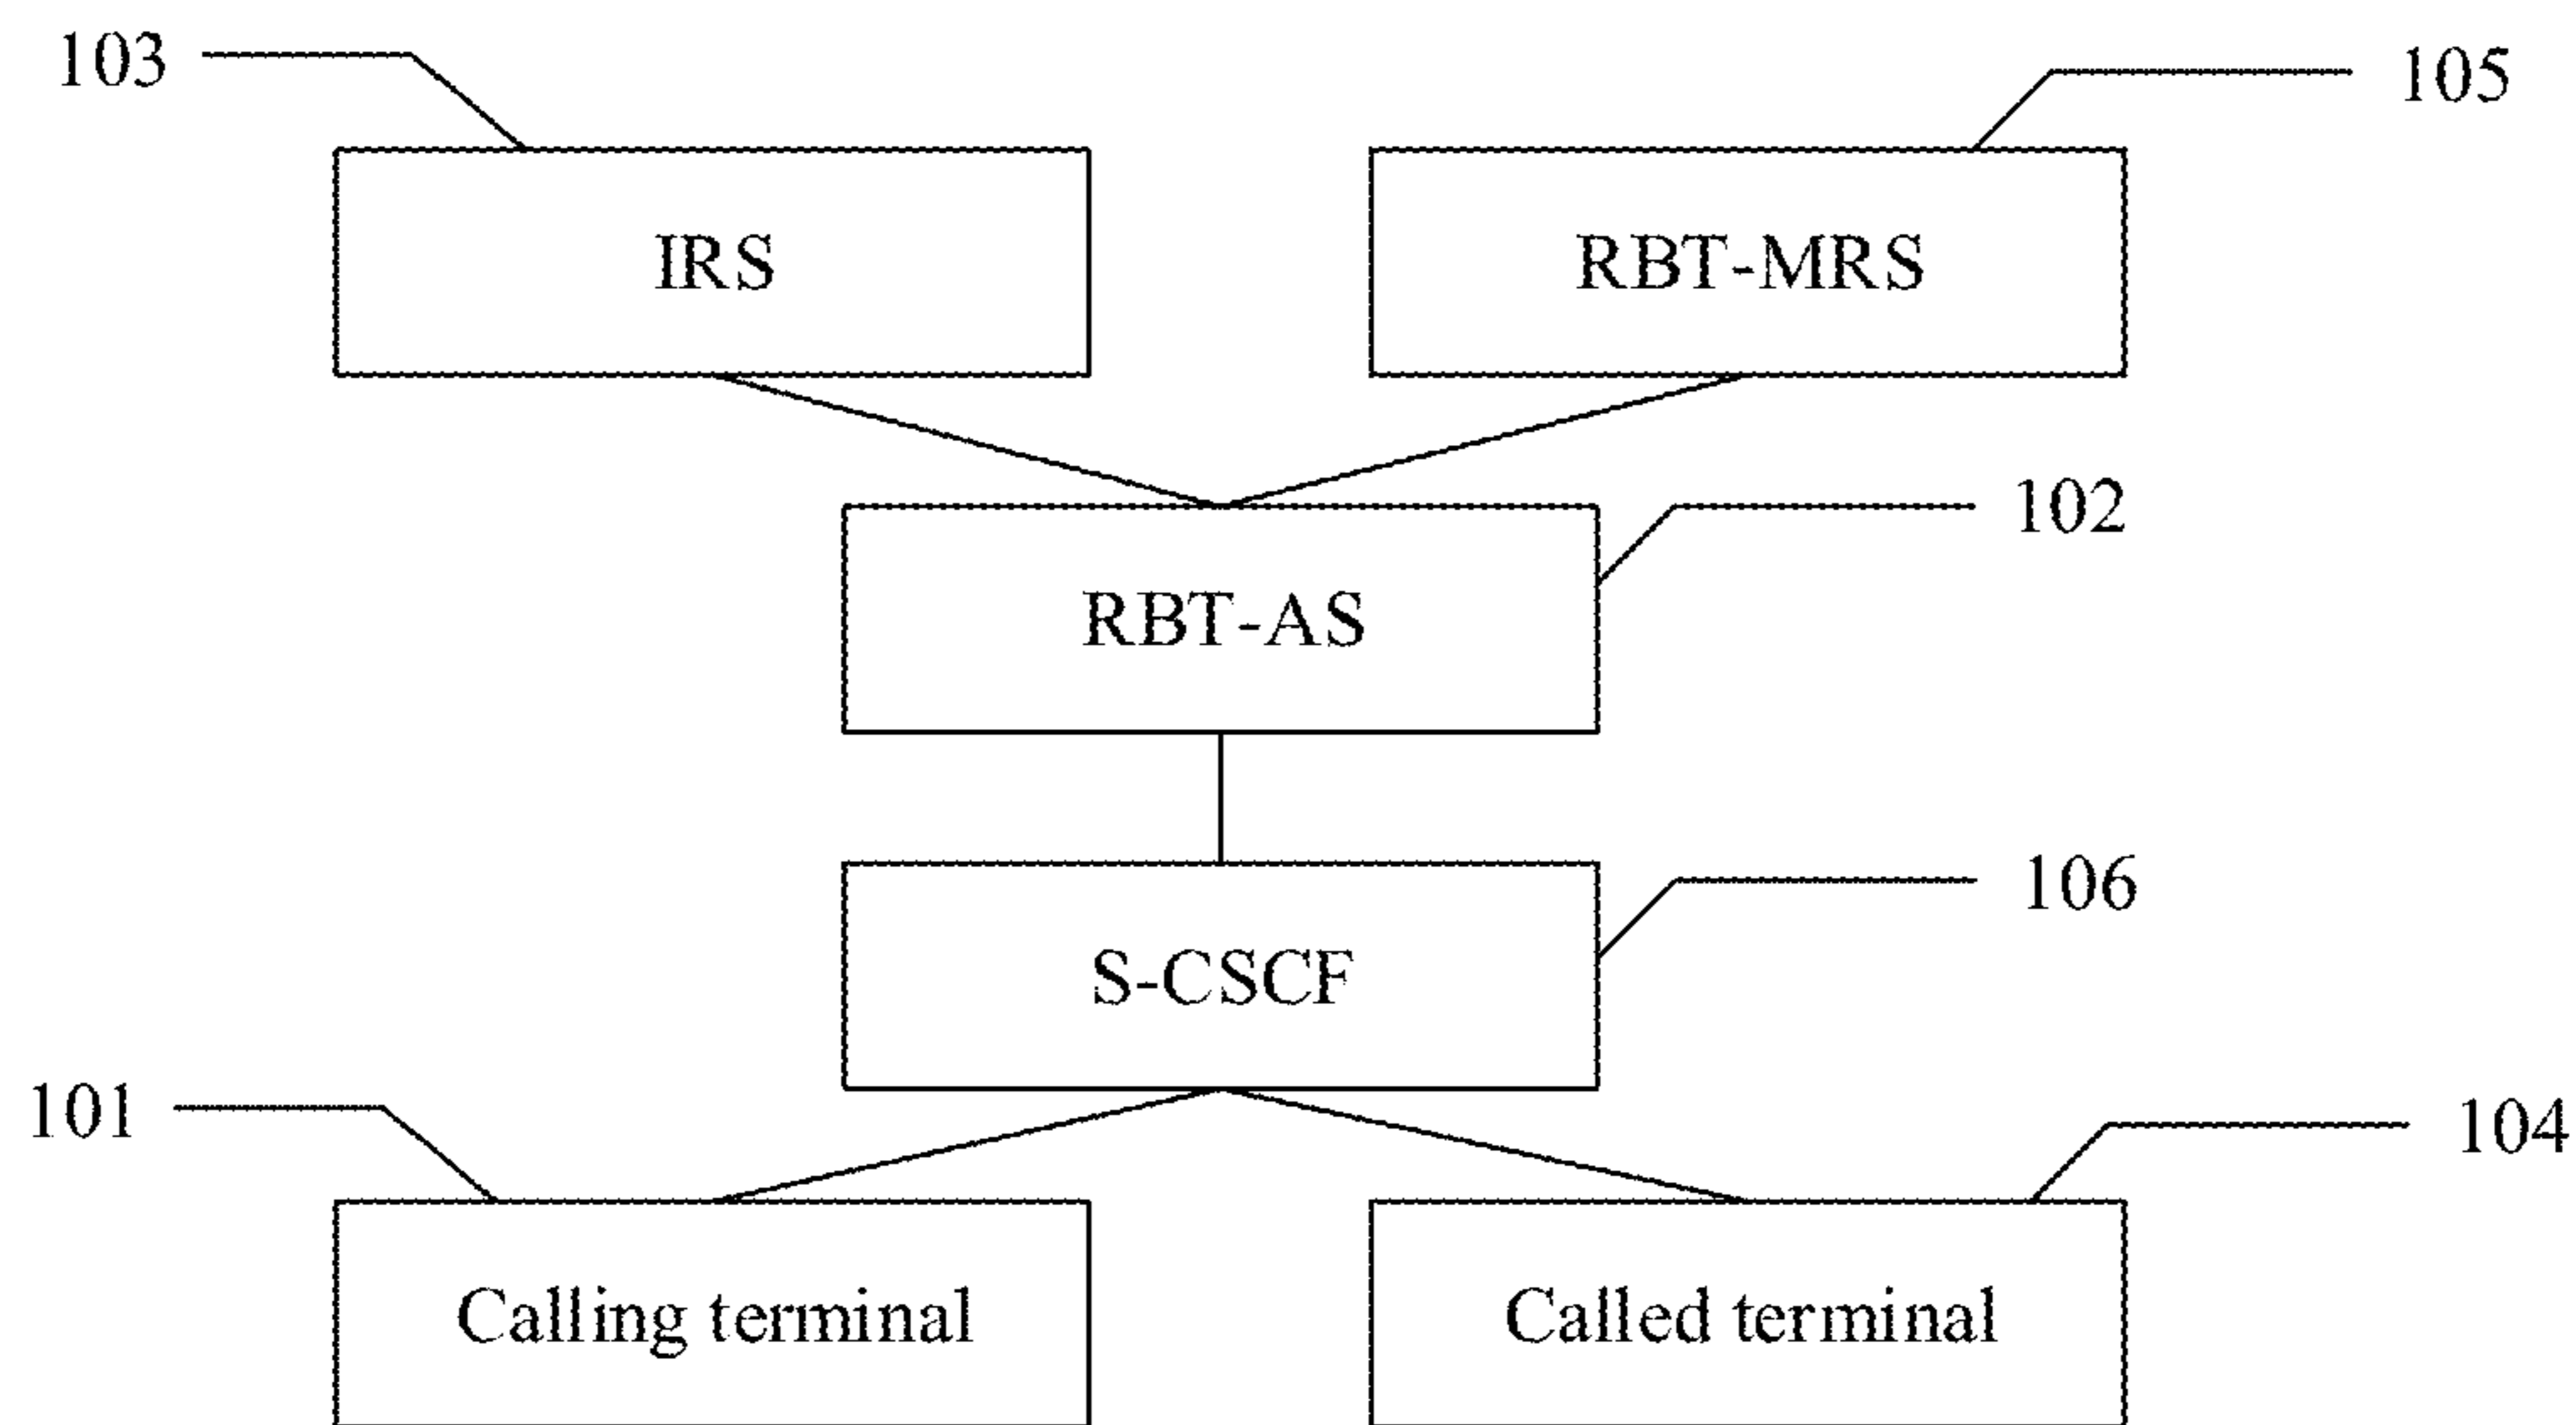 103
105
IRS
RBT-MRS
102
RBT-AS
106
S-CSCF
101
104
Calling terminal
Called terminal